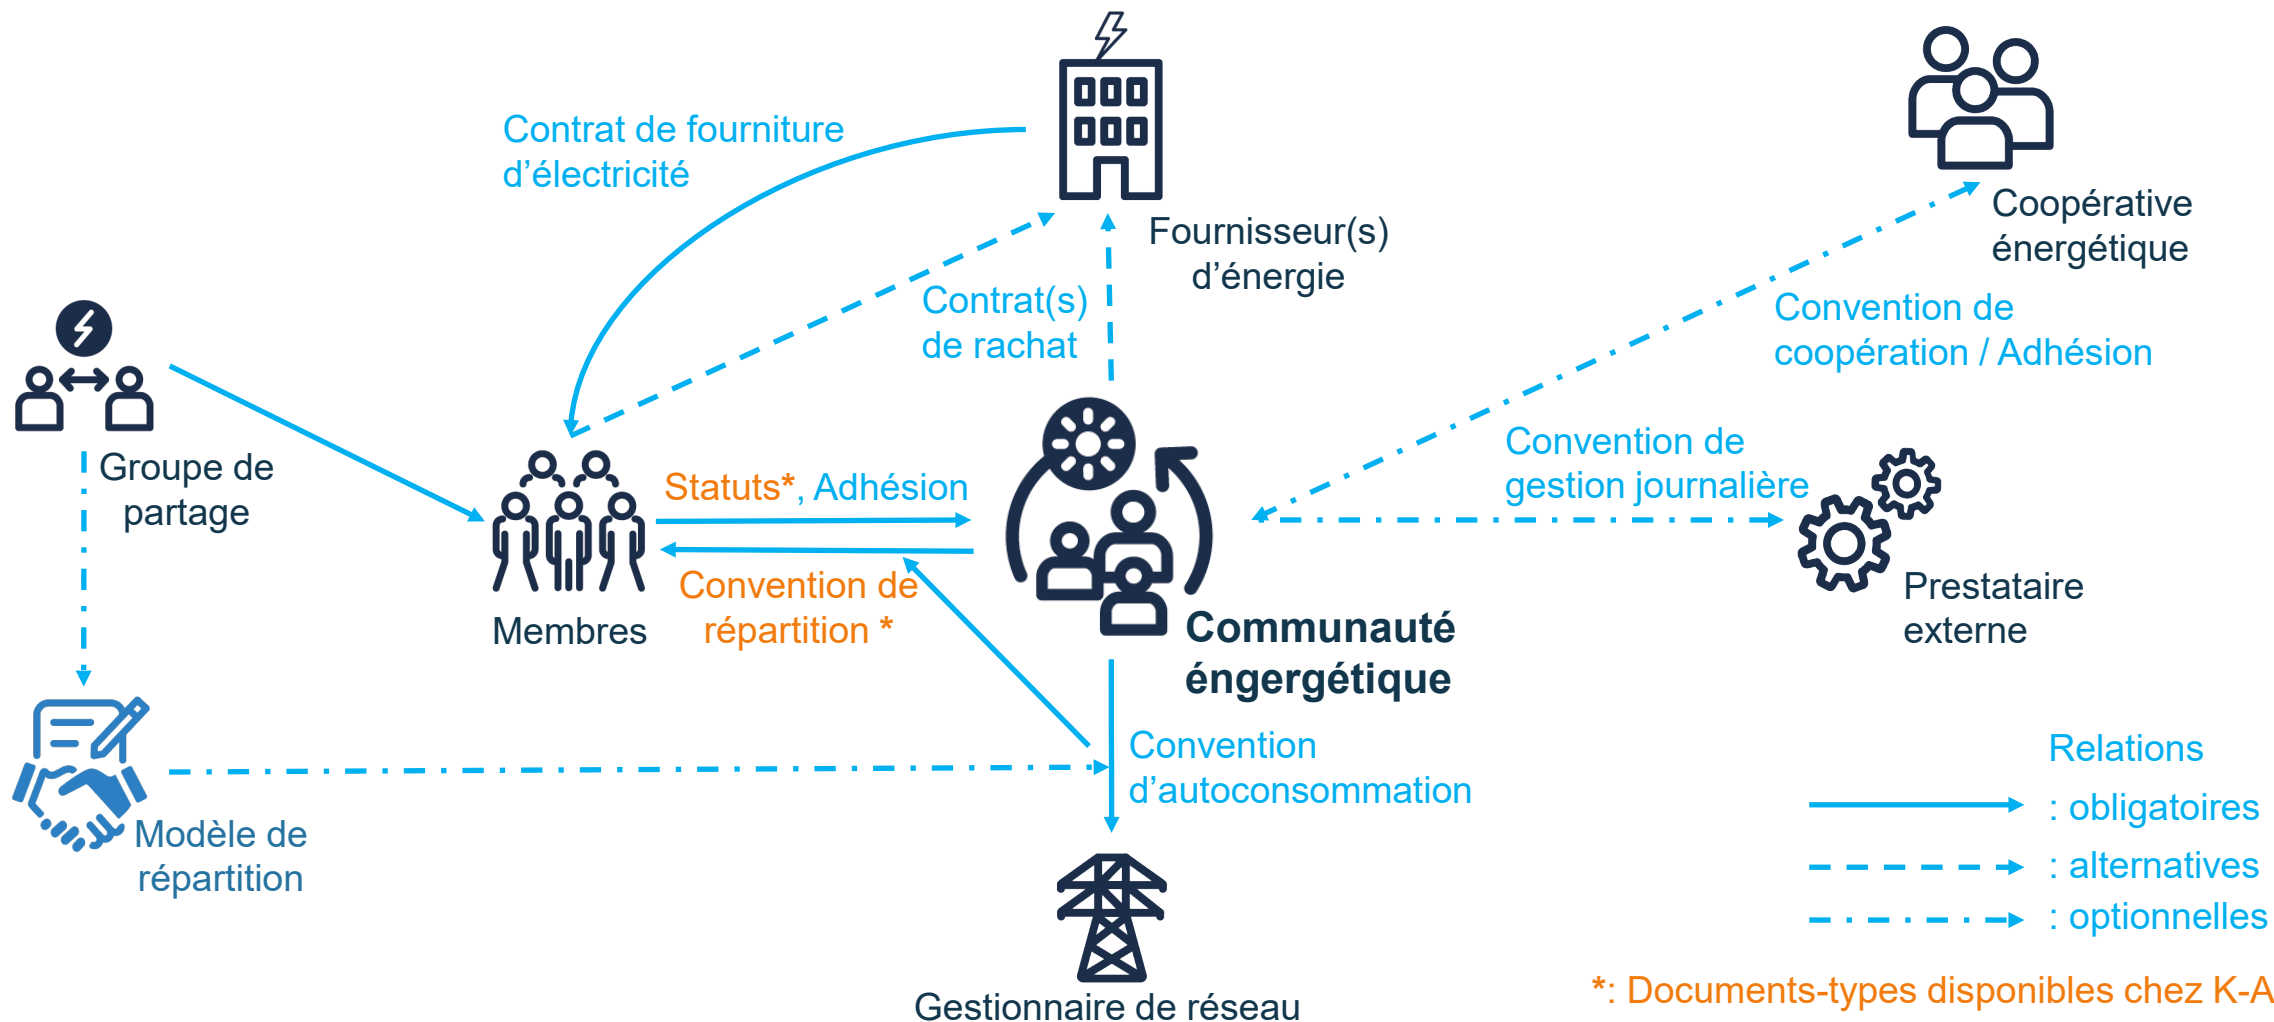 Contrat de fourniture
d’électricité
Fournisseur(s)
d’énergie
Coopérative
énergétique
Contrat(s)
de rachat
Convention de
coopération / Adhésion
Groupe de
partage
Statuts*, Adhésion
Convention de
gestion journalière
Convention de
répartition *
Membres
Communauté
éngergétique
Prestataire
externe
Convention
d’autoconsommation
Modèle de
répartition
Gestionnaire de réseau
Relations
: obligatoires
: alternatives
: optionnelles
*: Documents-types disponibles chez K-A